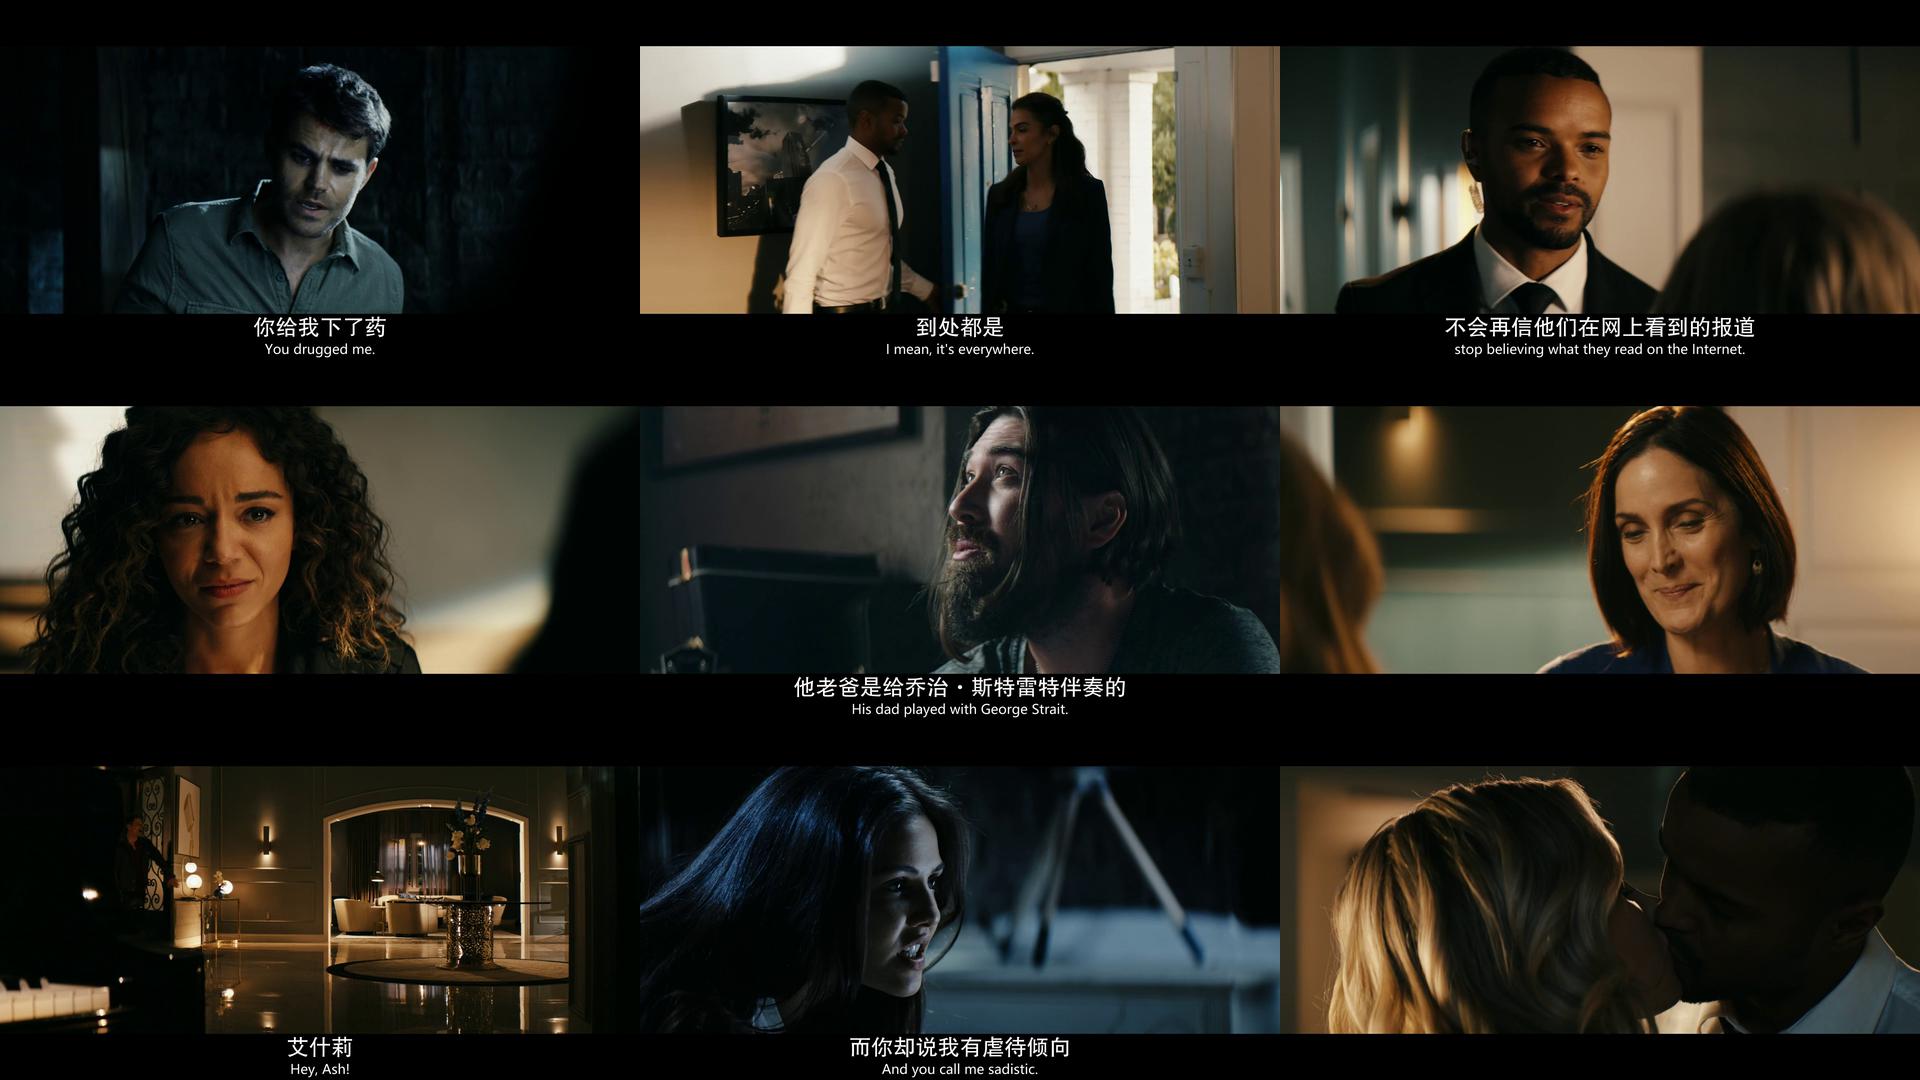 你给我下了药
You drugged me.
到处都是
I mean, it's everywhere.
不会再信他们在网上看到的报道
stop believing what they read on the Internet.
他老爸是给乔治·斯特雷特伴奏的
His dad played with George Strait.
艾什莉
Hey, Ash!
而你却说我有虐待倾向
And you call me sadistic.